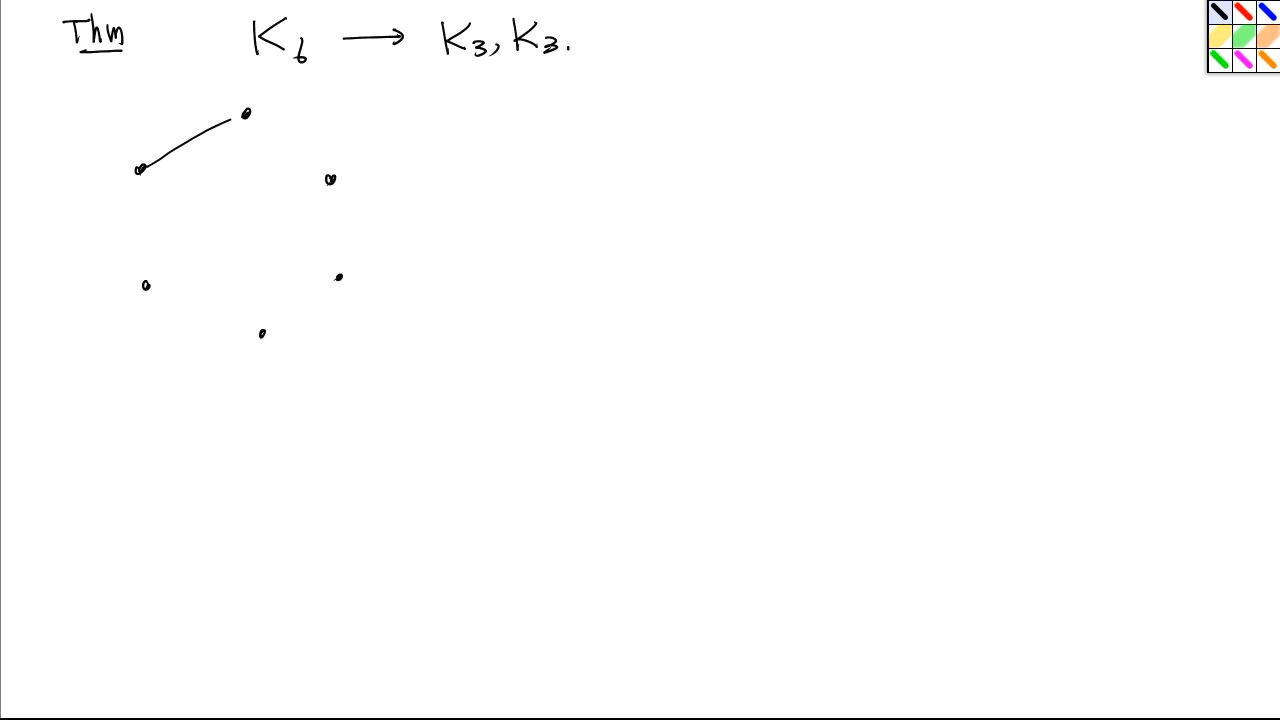 Thm K₆ → K₃, K₃.